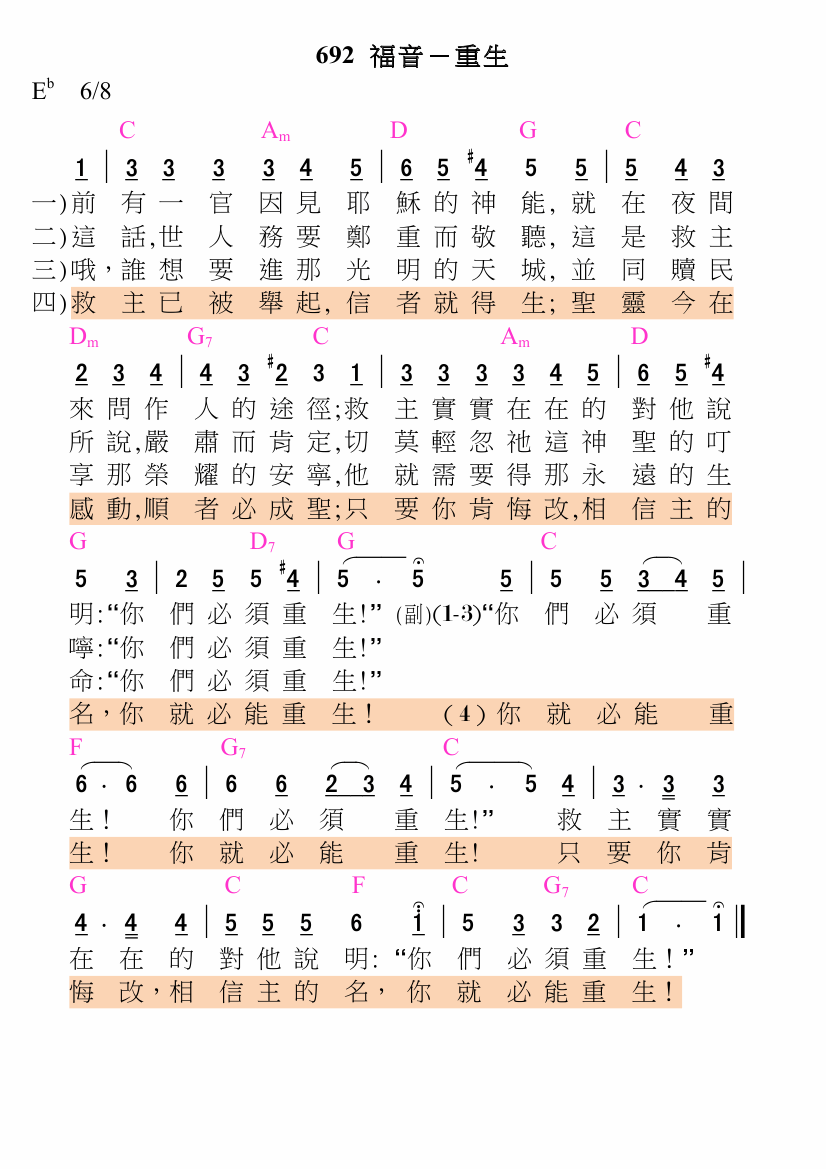 692 福音－重生
E♭ 6/8
C Am D G C
1 | 3 3 3 3 4 5 | 6 5 #4 5 5 | 5 4 3
一)前 有 一 官 因 見 耶 穌 的 神 能, 就 在 夜 間
二)這 話,世 人 務 要 鄭 重 而 敬 聽, 這 是 救 主
三)哦，誰 想 要 進 那 光 明 的 天 城, 並 同 贖 民
四)救 主 已 被 舉 起, 信 者 就 得 生; 聖 靈 今 在
Dm G7 C Am D
2 3 4 | 4 3 #2 3 1 | 3 3 3 3 4 5 | 6 5 #4
來 問 作 人 的 途 徑;救 主 實 實 在 在 的 對 他 說
所 說,嚴 肅 而 肯 定,切 莫 輕 忽 祂 這 神 聖 的 叮
享 那 榮 耀 的 安 寧,他 就 需 要 得 那 永 遠 的 生
感 動,順 者 必 成 聖;只 要 你 肯 悔 改,相 信 主 的
G D7 G C
5 3 | 2 5 5 #4 | 5 · 5 5 | 5 5 3 4 5 |
明:“你 們 必 須 重 生!” (副)(1-3)“你 們 必 須 重
嚀:“你 們 必 須 重 生!”
命:“你 們 必 須 重 生!”
名，你 就 必 能 重 生！ (4) 你 就 必 能 重
F G7 C
6 · 6 6 | 6 6 2 3 4 | 5 · 5 4 | 3 · 3 3
生！ 你 們 必 須 重 生!” 救 主 實 實
生！ 你 就 必 能 重 生! 只 要 你 肯
G C F C G7 C
4 · 4 4 | 5 5 5 6 i | 5 3 3 2 | 1 · 1 ‖
在 在 的 對 他 說 明: “你 們 必 須 重 生！”
悔 改，相 信 主 的 名， 你 就 必 能 重 生！